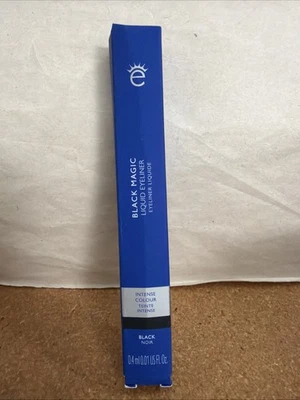 BLACK MAGIC
LIQUID EYELINER
EYELINER LIQUIDE
INTENSE
COLOUR
TEINTE
INTENSE
BLACK
NOIR
0.4 ml 0.01 US Fl. Oz